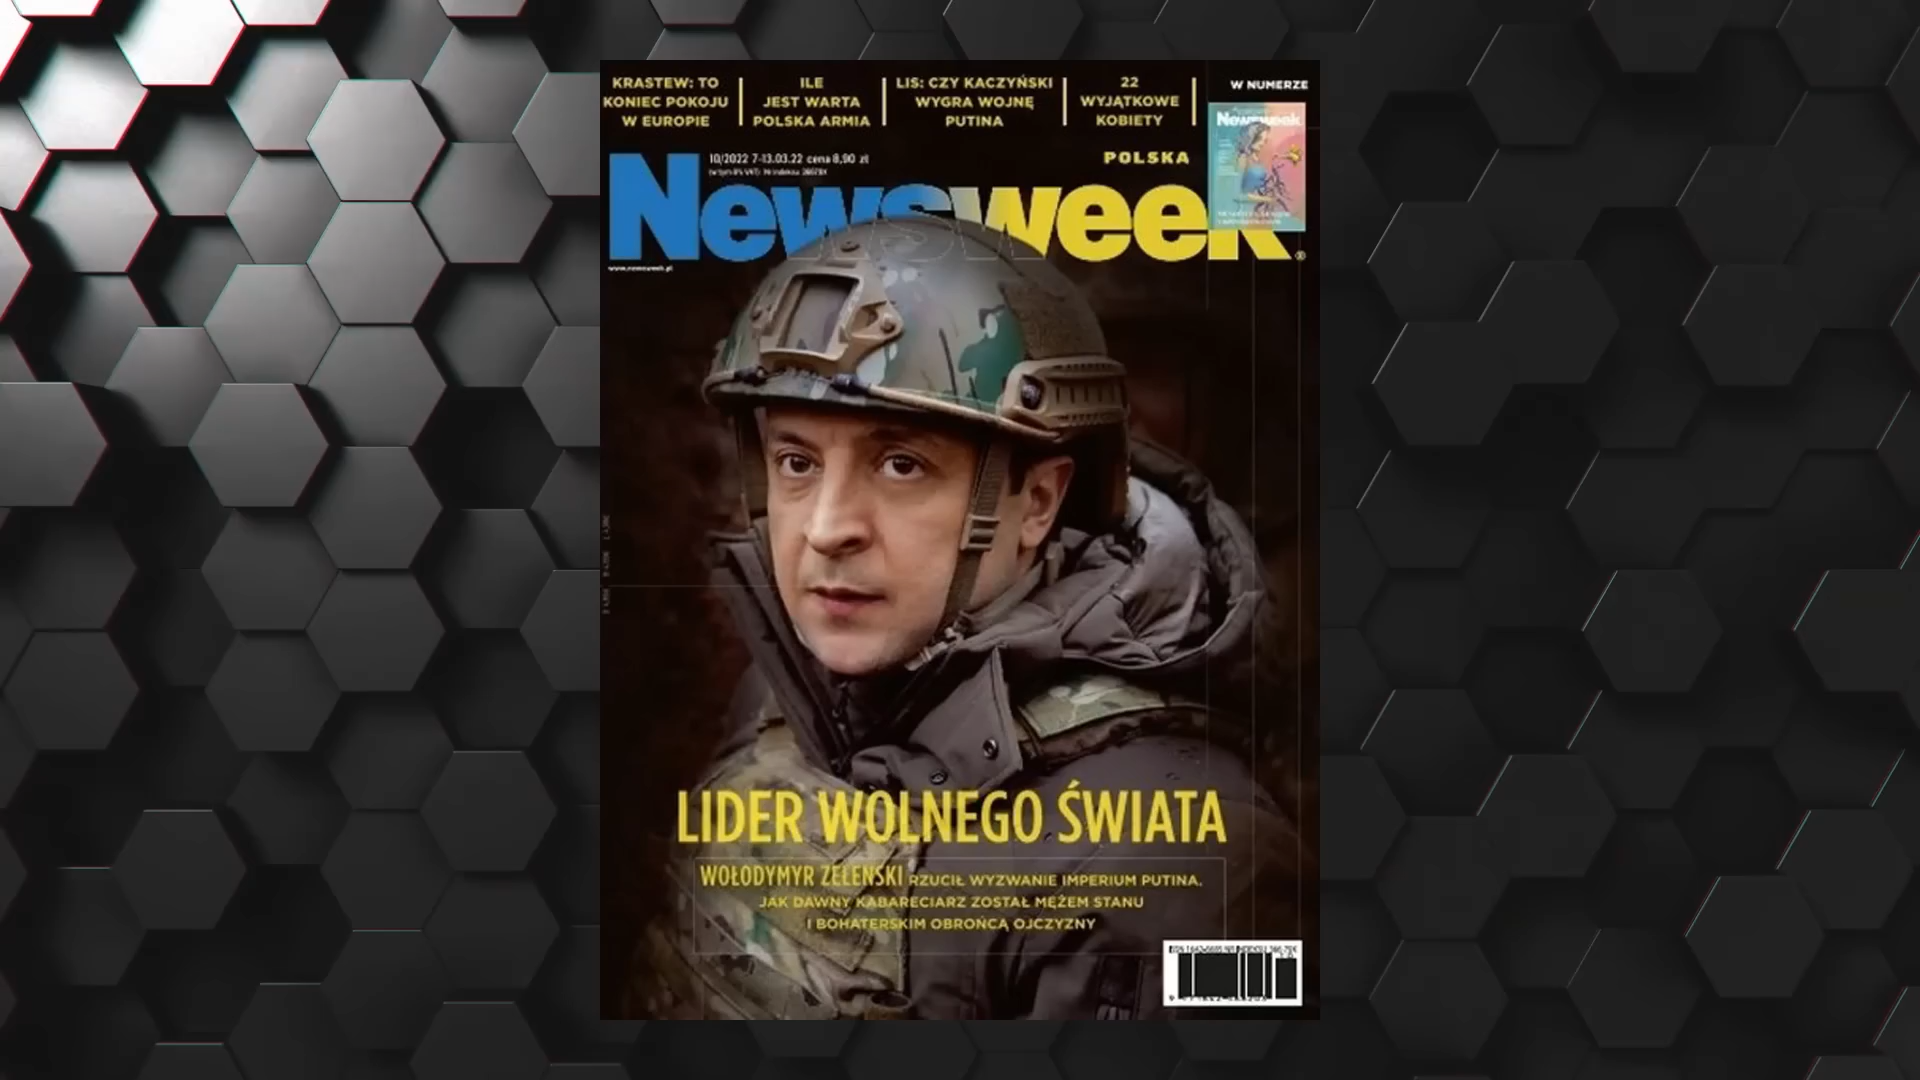 KRASTEW: TO
KONIEC POKOJU
W EUROPIE
ILE
JEST WARTA
POLSKA ARMIA
LIS: CZY KACZYŃSKI
WYGRA WOJNĘ
PUTINA
22
WYJĄTKOWE
KOBIETY
W NUMERZE
Newsweek
10/2022 7-13.03.22 cena 8,90 zł
POLSKA
Newsweek
www.newsweek.pl
LIDER WOLNEGO ŚWIATA
WOŁODYMYR ZEŁENSKI RZUCIŁ WYZWANIE IMPERIUM PUTINA.
JAK DAWNY KABARECIARZ ZOSTAŁ MĘŻEM STANU
I BOHATERSKIM OBROŃCĄ OJCZYZNY